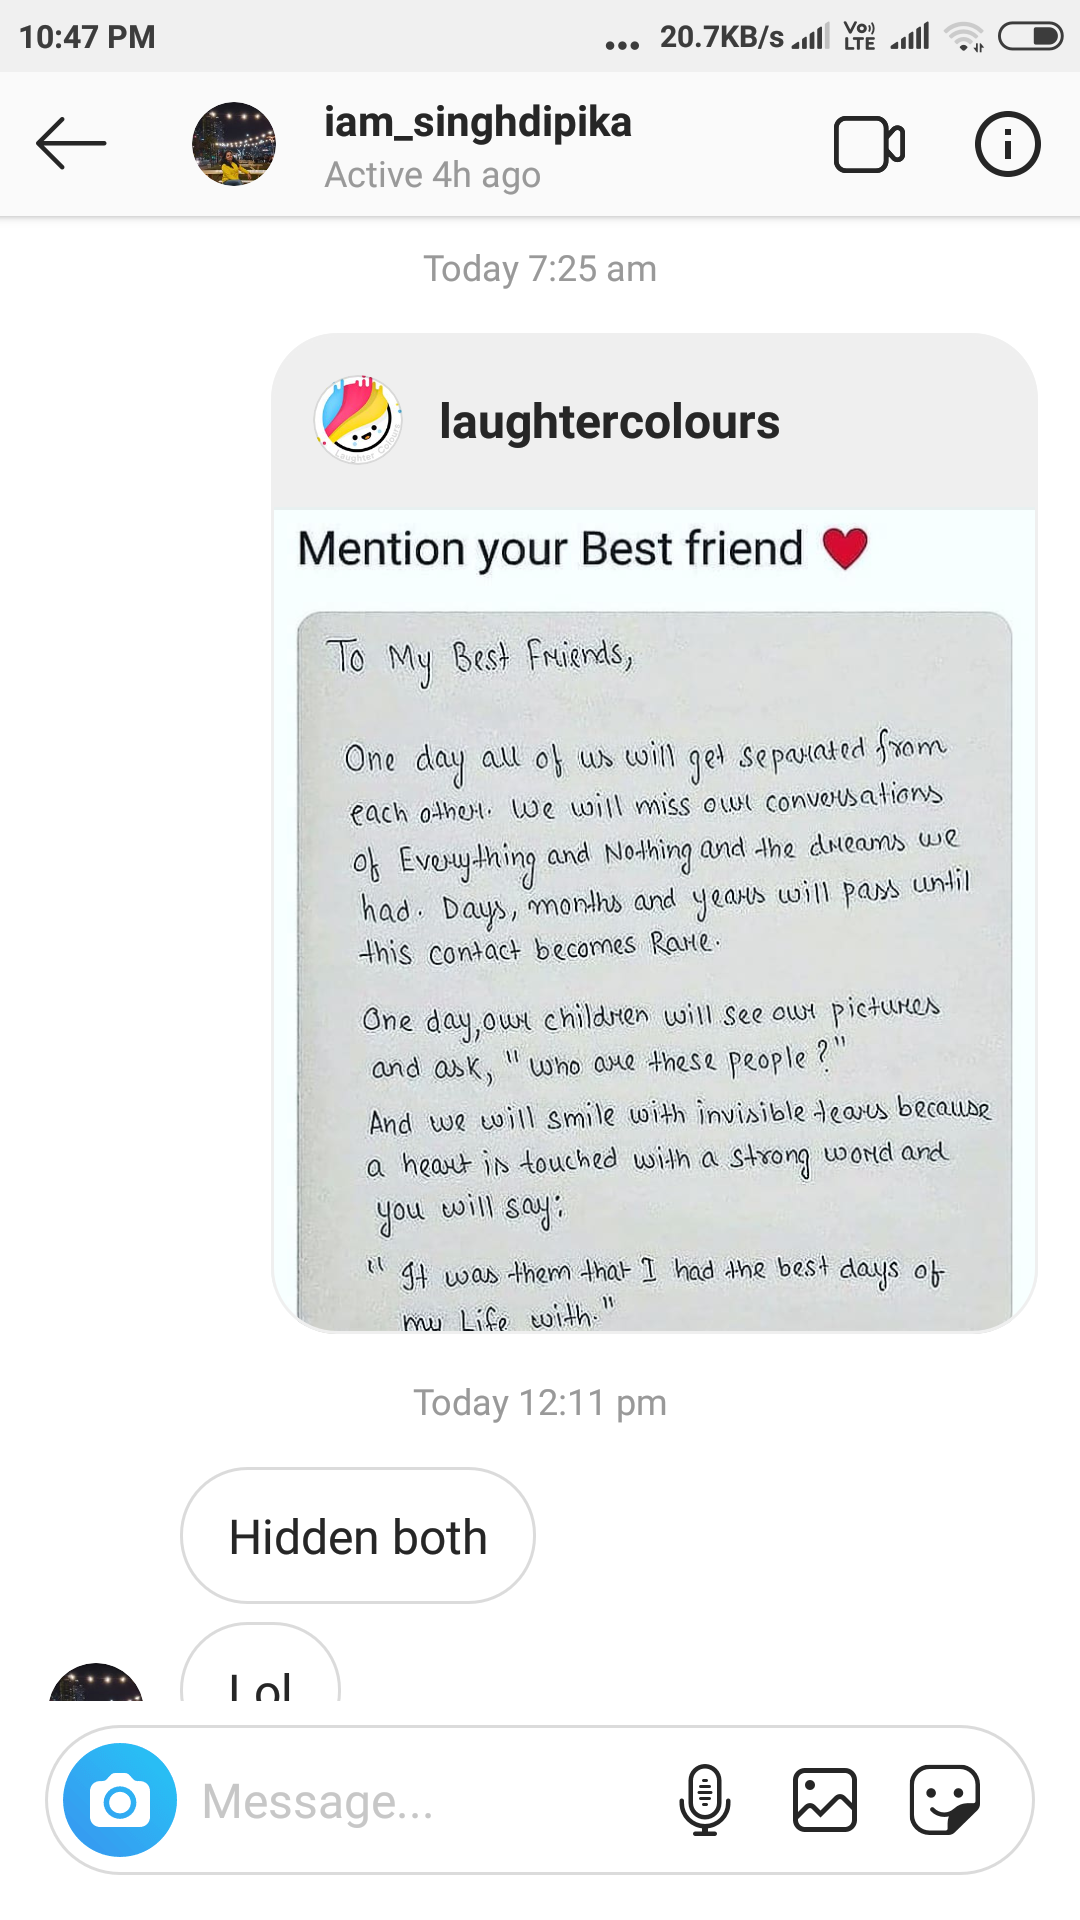 10:47 PM
... 20.7KB/s Vo)) LTE
iam_singhdipika
Active 4h ago
Today 7:25 am
laughtercolours
Laughter Colours
Mention your Best friend ❤
To My Best Friends,
One day all of us will get separated from
each other. We will miss our conversations
of Everything and Nothing and the dreams we
had. Days, months and years will pass until
this contact becomes Rare.
One day, our children will see our pictures
and ask, "Who are these people?"
And we will smile with invisible tears because
a heart is touched with a strong word and
you will say:
"It was them that I had the best days of
my Life with."
Today 12:11 pm
Hidden both
Lol
Message...